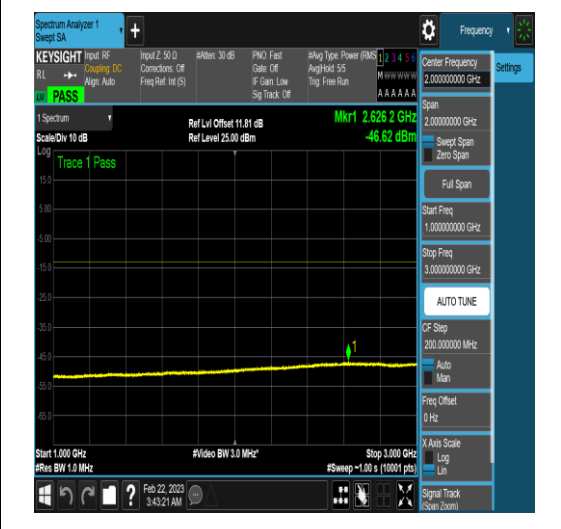 Spectrum Analyzer 1
Swept SA
Frequency
KEYSIGHT
RL
PASS
Input: RF
Coupling: DC
Align: Auto
Input Z: 50 Ω
Corrections: Off
Freq Ref: Int (S)
#Atten: 30 dB
PNO: Fast
Gate: Off
IF Gain: Low
Sig Track: Off
#Avg Type: Power (RMS
Avg|Hold: 5/5
Trig: Free Run
1 2 3 4 5 6
M W W W W W
A A A A A A
1 Spectrum
Scale/Div 10 dB
Ref Lvl Offset 11.81 dB
Ref Level 25.00 dBm
Mkr1 2.626 2 GHz
-46.62 dBm
Log
Trace 1 Pass
15.0
5.00
-5.00
-15.0
-25.0
-35.0
-45.0
-55.0
-65.0
1
Start 1.000 GHz
#Res BW 1.0 MHz
#Video BW 3.0 MHz*
Stop 3.000 GHz
#Sweep ~1.00 s (10001 pts)
?
Feb 22, 2023
3:43:21 AM
Center Frequency
2.000000000 GHz
Span
2.00000000 GHz
Swept Span
Zero Span
Full Span
Start Freq
1.000000000 GHz
Stop Freq
3.000000000 GHz
AUTO TUNE
CF Step
200.000000 MHz
Auto
Man
Freq Offset
0 Hz
X Axis Scale
Log
Lin
Signal Track
(Span Zoom)
Settings